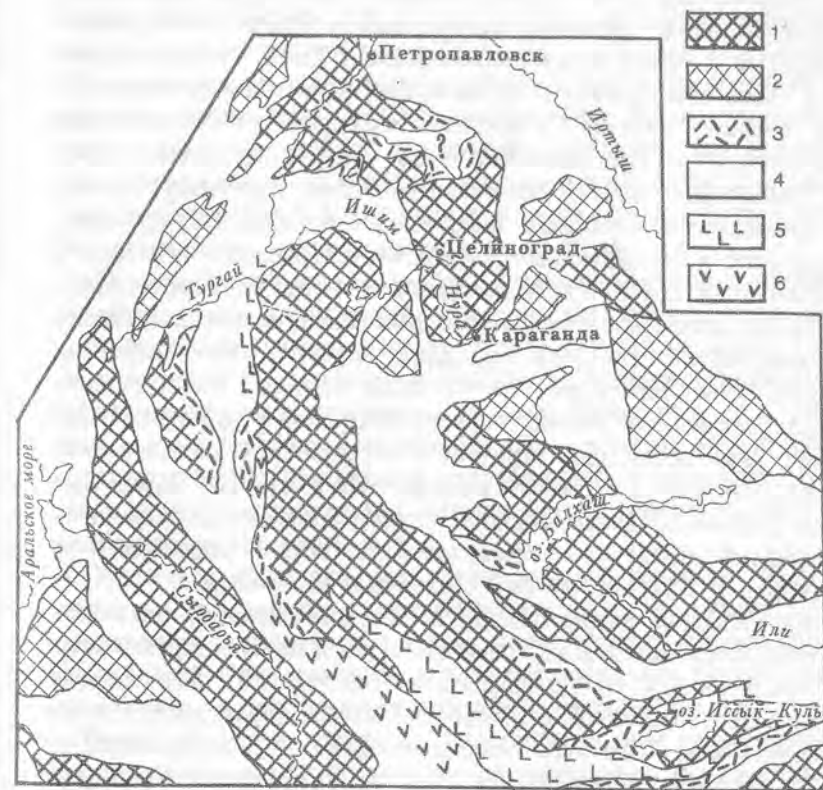 Петропавловск
1
2
3
4
5
6
Иртыш
?
Ишим
Целиноград
Тургай
Нура
Караганда
Аральское море
оз. Балхаш
Сырдарья
Или
оз. Иссык-Куль